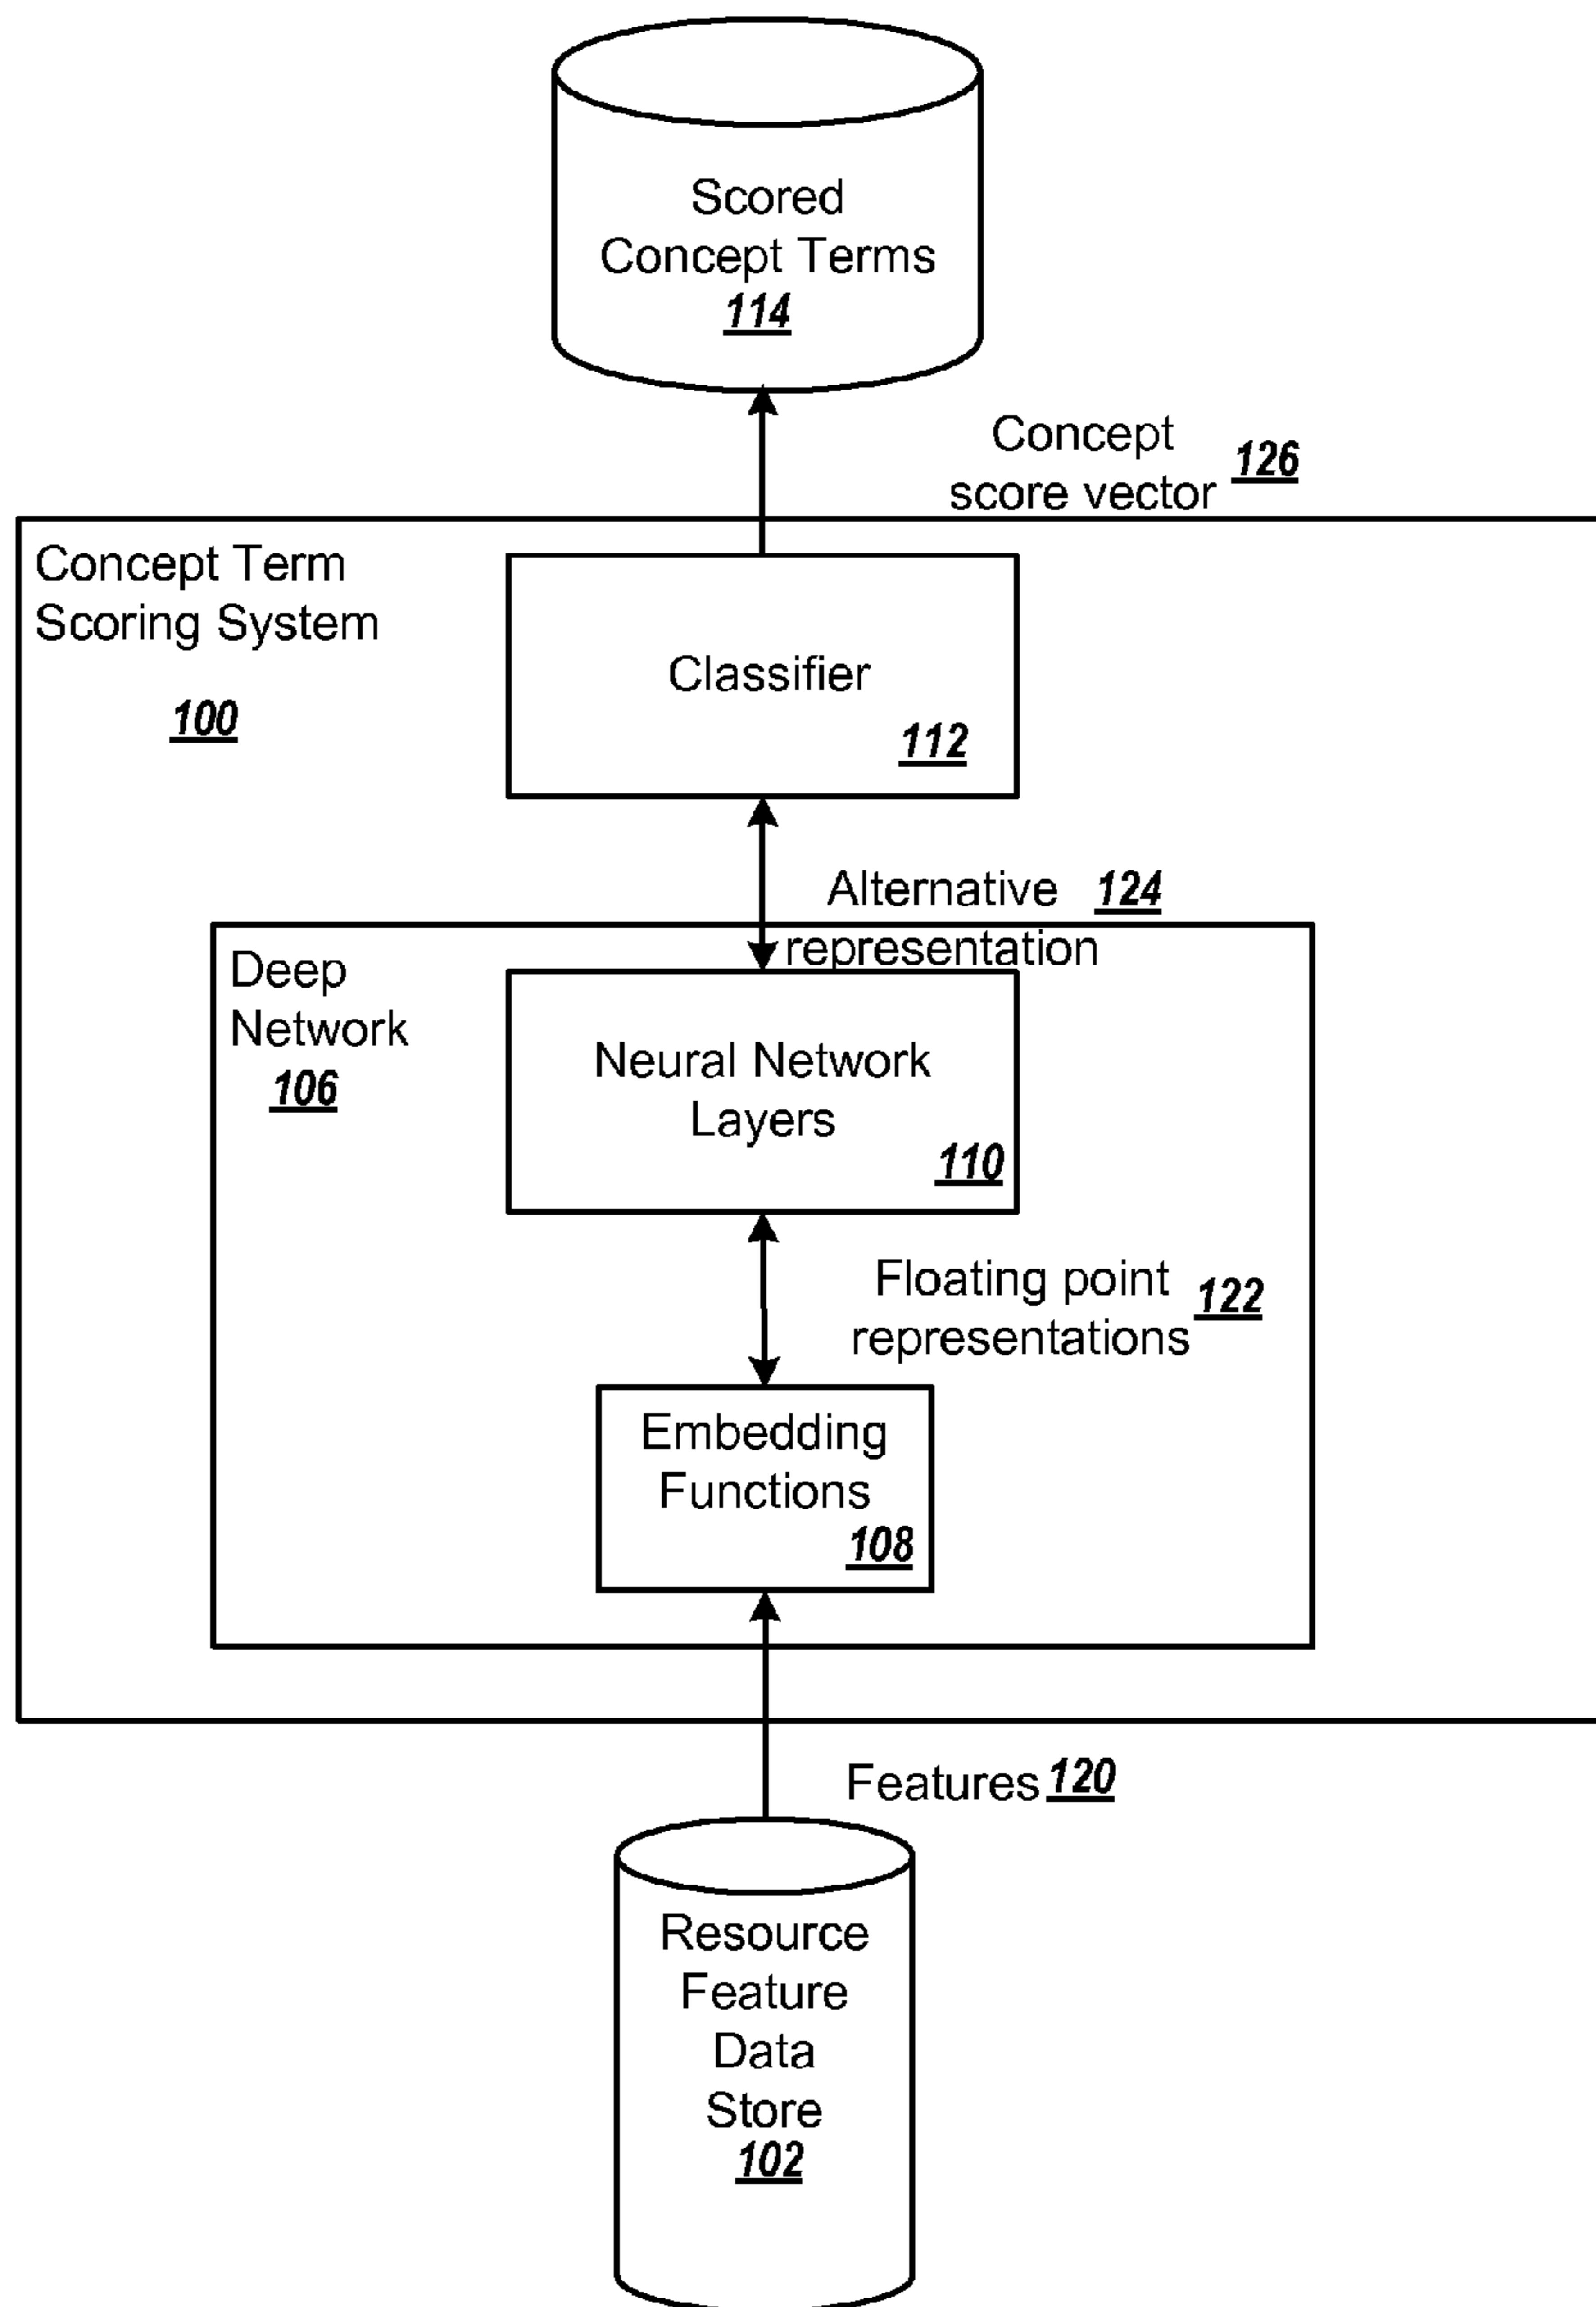 Scored
Concept Terms
114
Concept
score vector 126
Concept Term
Scoring System
100
Classifier
112
Alternative 124
representation
Deep
Network
106
Neural Network
Layers
110
Floating point
representations 122
Embedding
Functions
108
Features 120
Resource
Feature
Data
Store
102